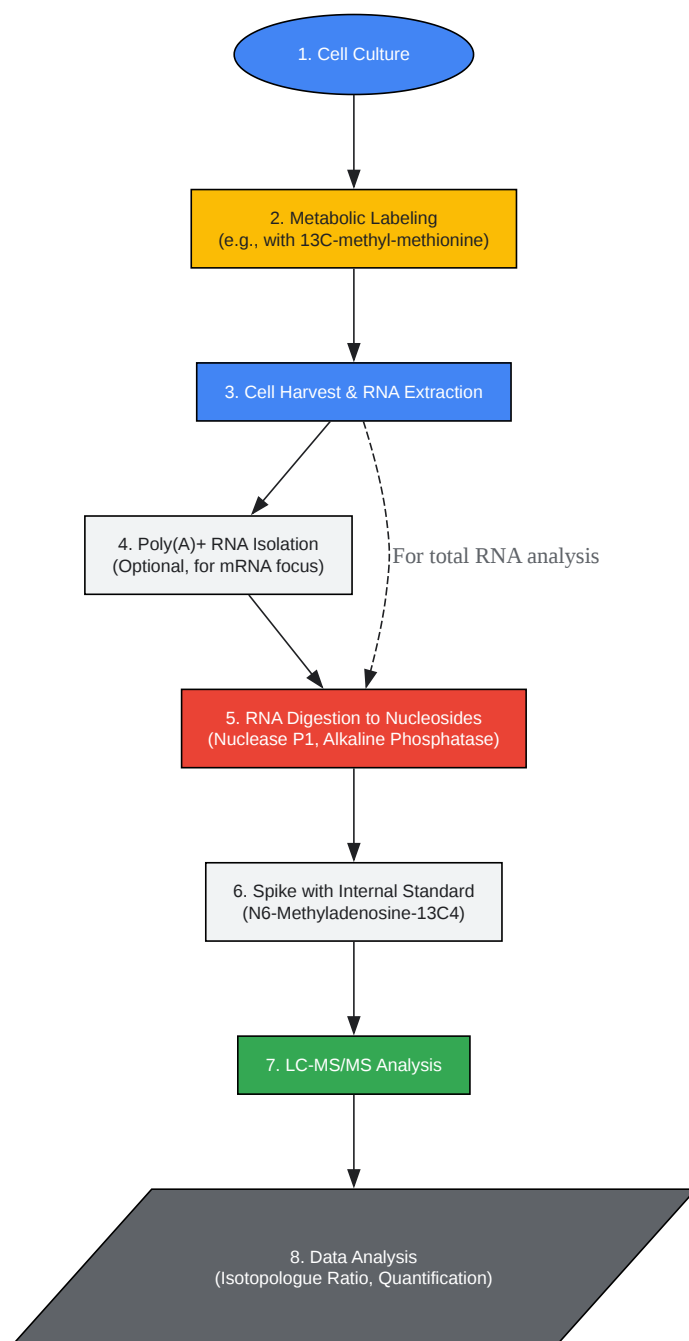 1. Cell Culture
2. Metabolic Labeling
(e.g., with 13C-methyl-methionine)
3. Cell Harvest & RNA Extraction
4. Poly(A)+ RNA Isolation
(Optional, for mRNA focus)
For total RNA analysis
5. RNA Digestion to Nucleosides
(Nuclease P1, Alkaline Phosphatase)
6. Spike with Internal Standard
(N6-Methyladenosine-13C4)
7. LC-MS/MS Analysis
8. Data Analysis
(Isotopologue Ratio, Quantification)